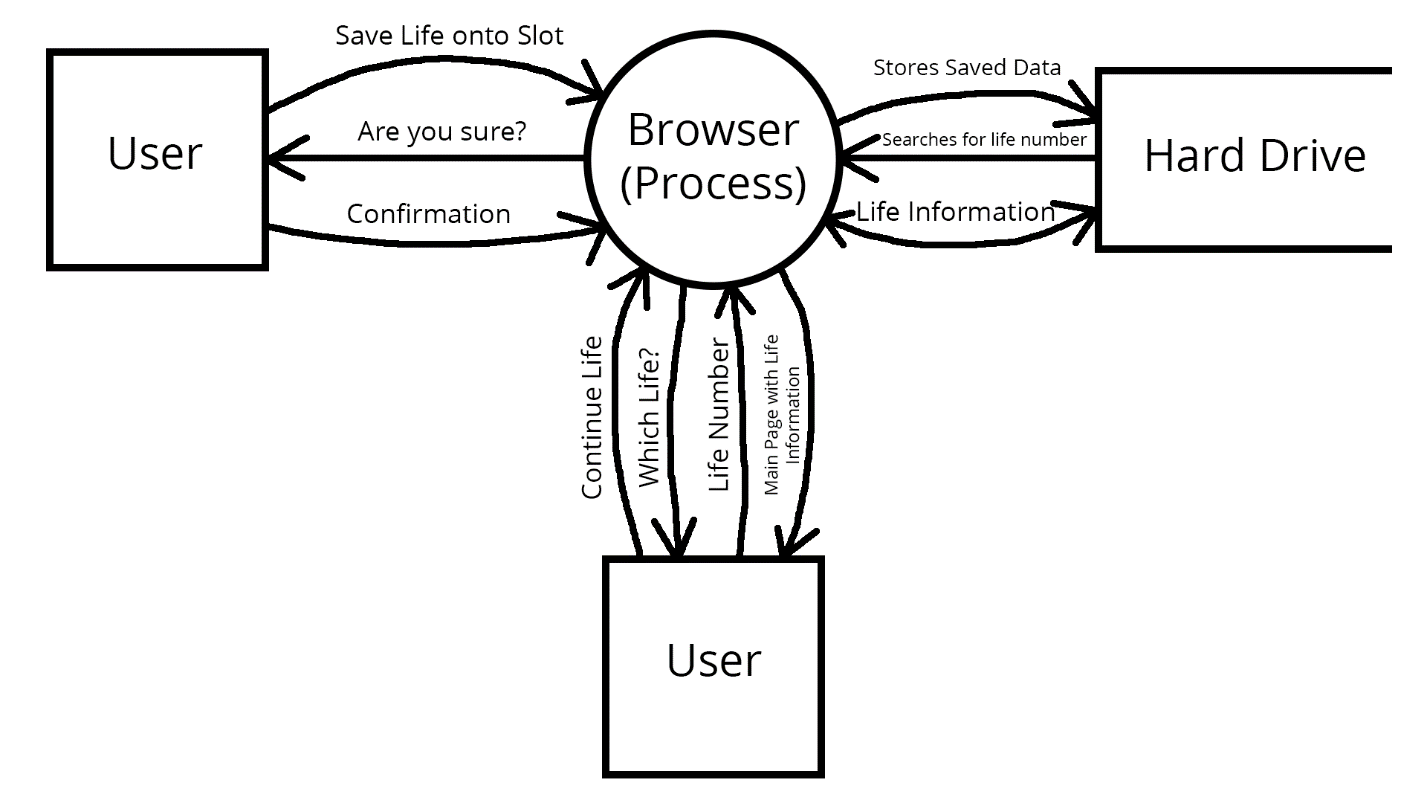 Save Life onto Slot
Stores Saved Data
User
Are you sure?
Browser
(Process)
Searches for life number
Hard Drive
Confirmation
Life Information
Continue Life
Which Life?
Life Number
Main Page with Life
Information
User